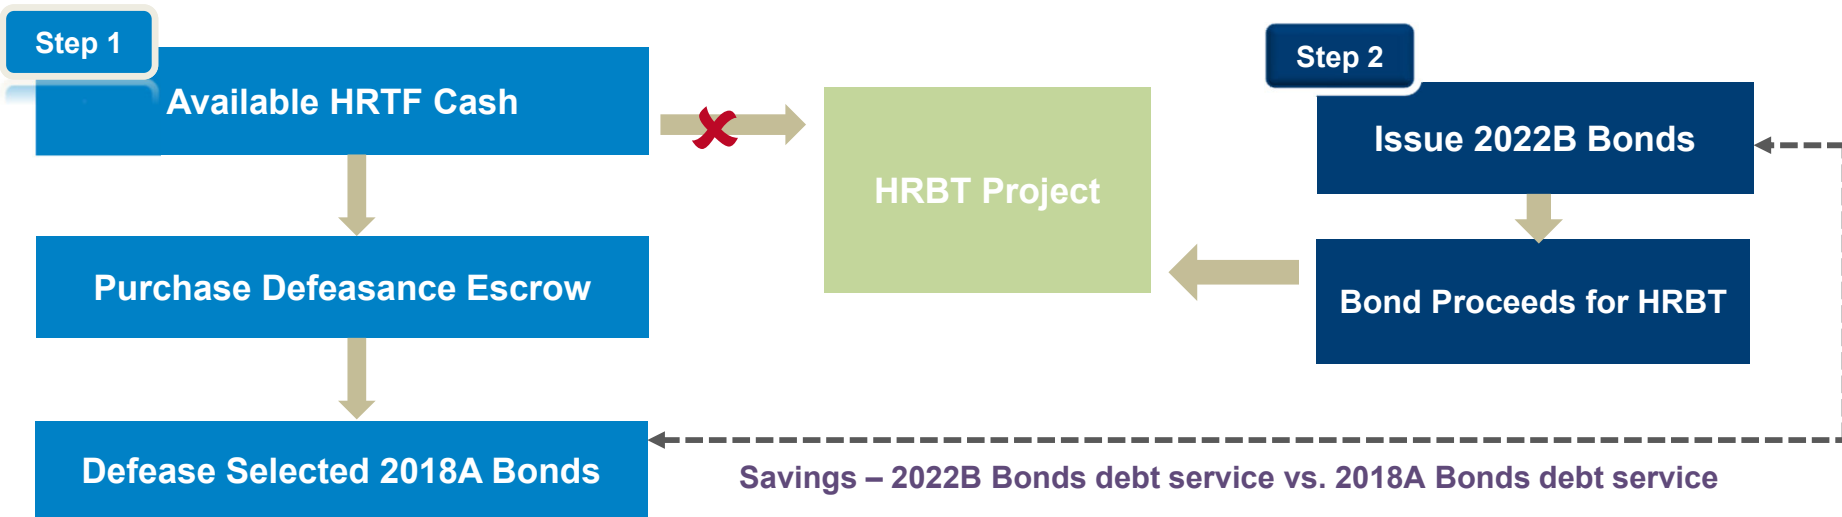 Step 1
Available HRTF Cash
Purchase Defeasance Escrow
Defease Selected 2018A Bonds
HRBT Project
Step 2
Issue 2022B Bonds
Bond Proceeds for HRBT
Savings – 2022B Bonds debt service vs. 2018A Bonds debt service